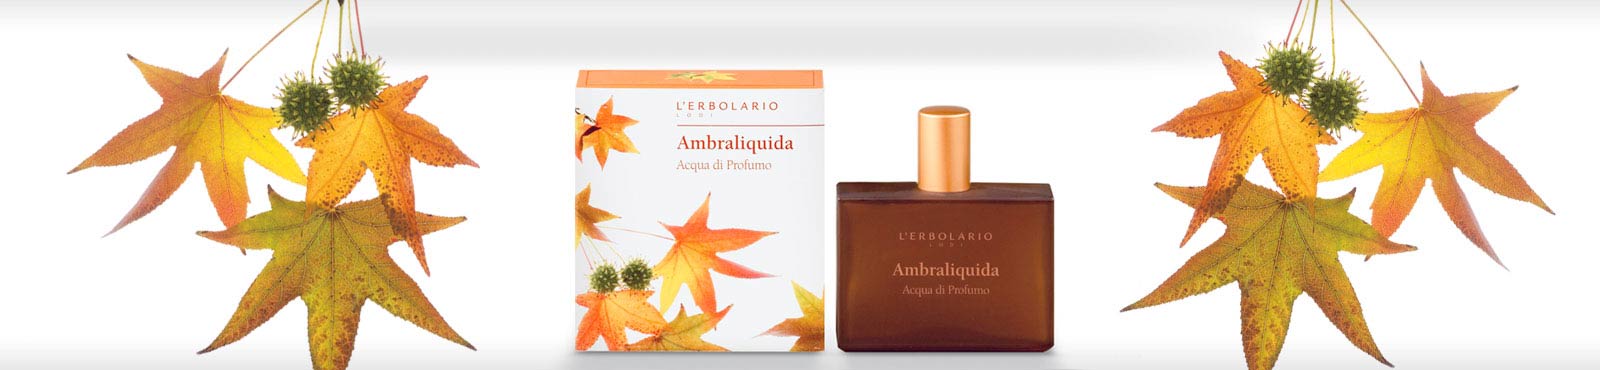 L'ERBOLARIO
LODI
Ambraliquida
Acqua di Profumo
L'ERBOLARIO
LODI
Ambraliquida
Acqua di Profumo